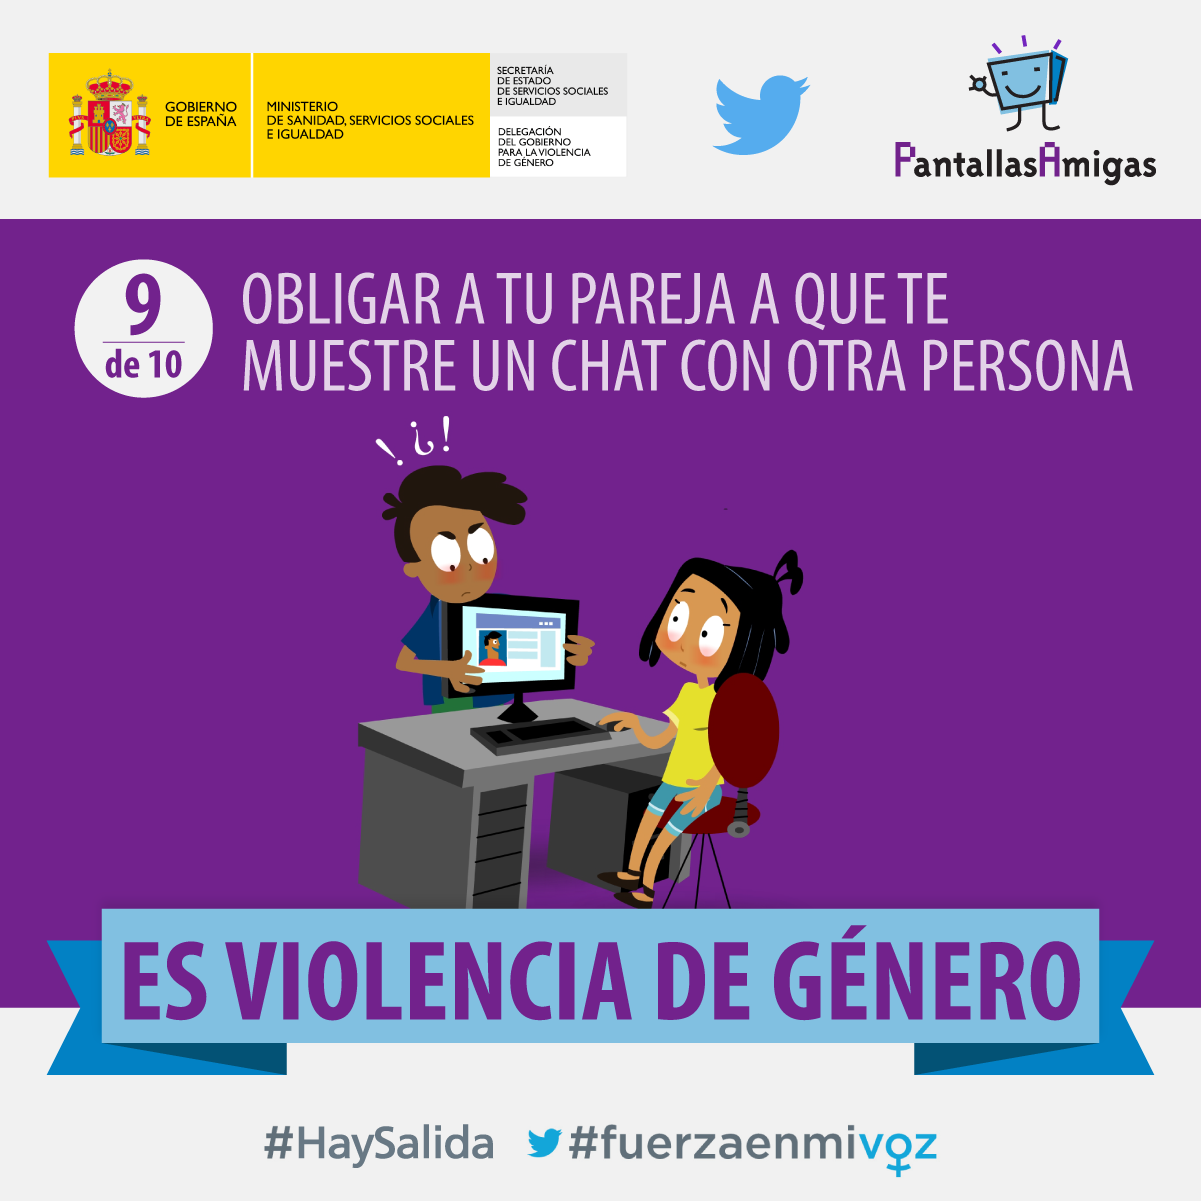 GOBIERNO
DE ESPAÑA
MINISTERIO
DE SANIDAD, SERVICIOS SOCIALES
E IGUALDAD
SECRETARÍA
DE ESTADO
DE SERVICIOS SOCIALES
E IGUALDAD
DELEGACIÓN
DEL GOBIERNO
PARA LA VIOLENCIA
DE GÉNERO
PantallasAmigas
9
de 10
OBLIGAR A TU PAREJA A QUE TE
MUESTRE UN CHAT CON OTRA PERSONA
!¿!
ES VIOLENCIA DE GÉNERO
#HaySalida #fuerzaenmivoz